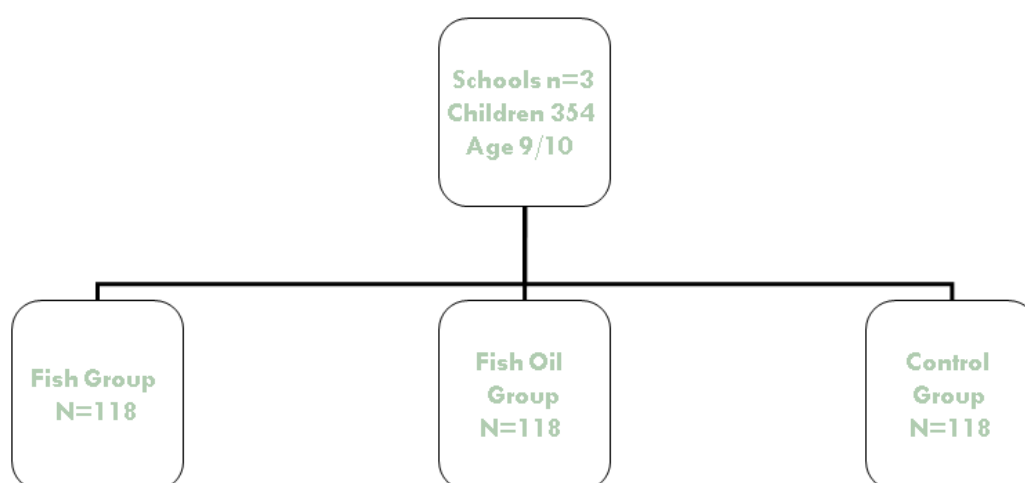 Schools n=3
Children 354
Age 9/10
Fish Group
N=118
Fish Oil
Group
N=118
Control
Group
N=118